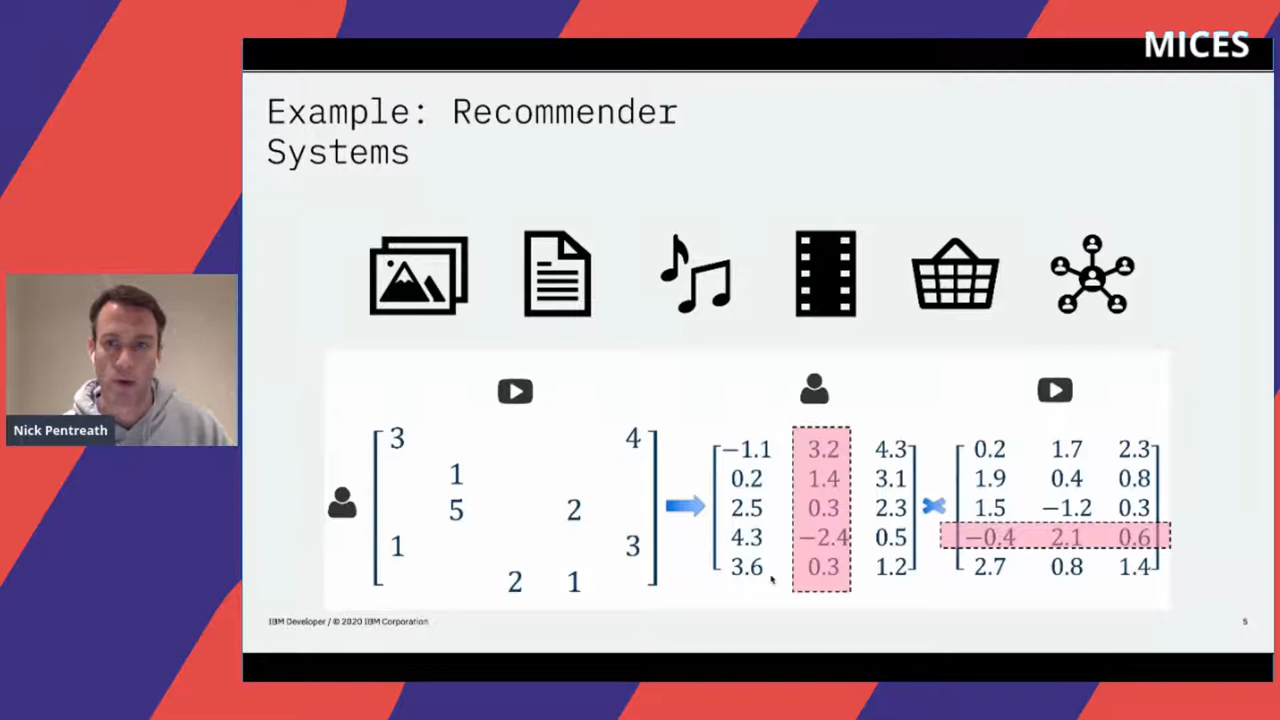 MICES
Example: Recommender
Systems
3 4
1
5 2
1 3
2 1
−1.1 3.2 4.3
0.2 1.4 3.1
2.5 0.3 2.3
4.3 −2.4 0.5
3.6 0.3 1.2
0.2 1.7 2.3
1.9 0.4 0.8
1.5 −1.2 0.3
−0.4 2.1 0.6
2.7 0.8 1.4
Nick Pentreath
IBM Developer / © 2020 IBM Corporation
5